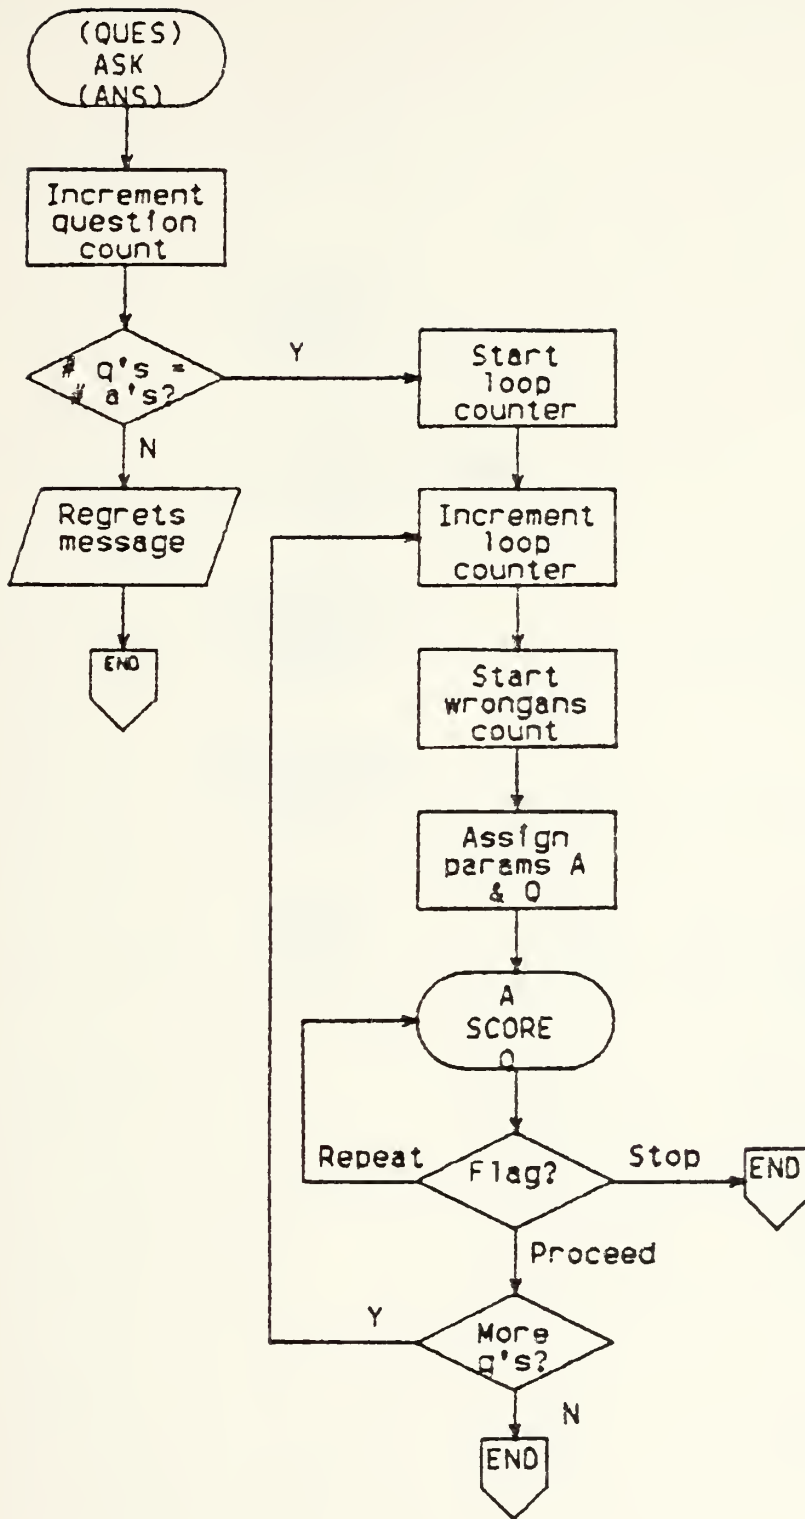 (QUES)
ASK
(ANS)
Increment
question
count
# q's =
# a's?
Y
N
Regrets
message
END
Start
loop
counter
Increment
loop
counter
Start
wrongans
count
Assign
params A
& Q
A
SCORE
Q
Flag?
Repeat
Stop
END
Proceed
More
q's?
Y
N
END